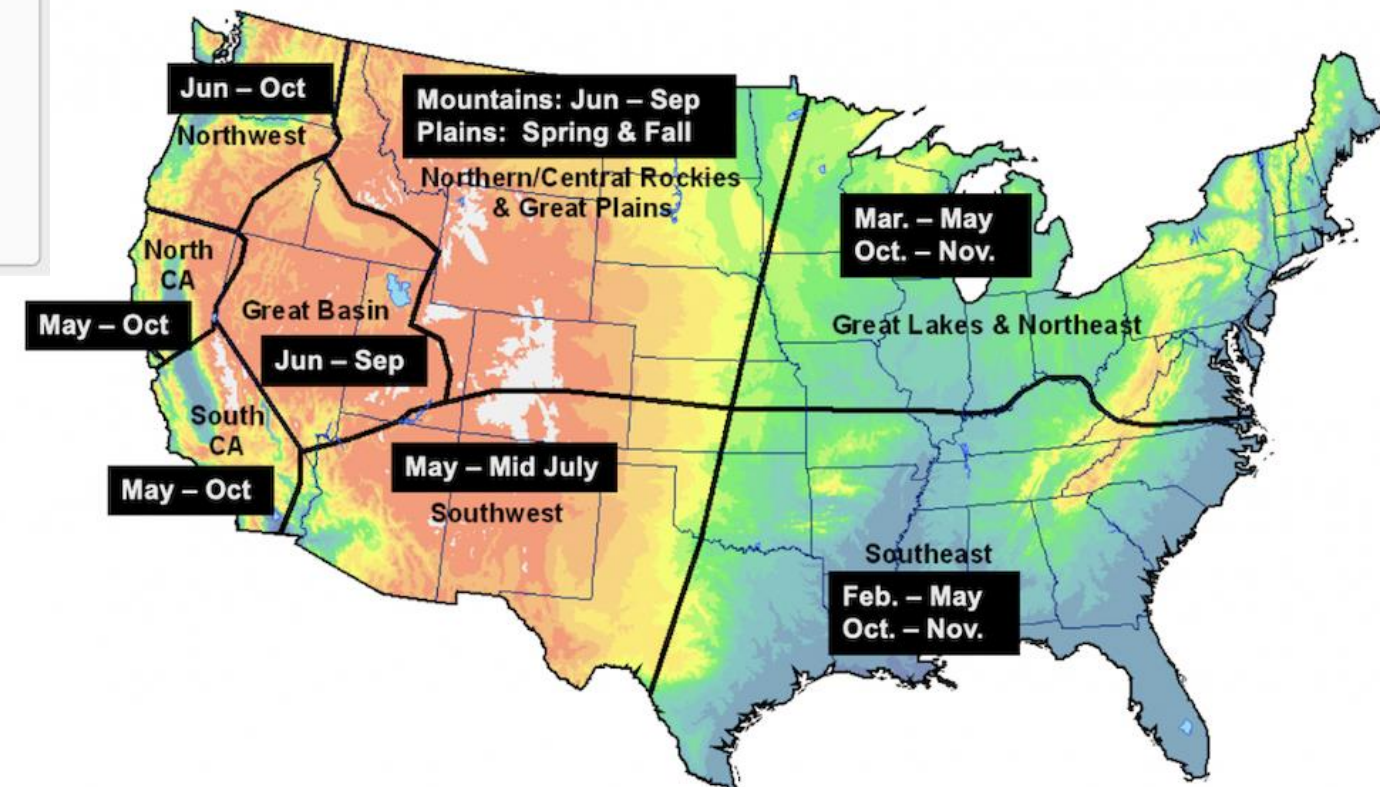 Jun – Oct
Northwest
Mountains: Jun – Sep
Plains: Spring & Fall
Northern/Central Rockies
& Great Plains
Mar. – May
Oct. – Nov.
Great Lakes & Northeast
North
CA
May – Oct
Great Basin
Jun – Sep
South
CA
May – Oct
May – Mid July
Southwest
Southeast
Feb. – May
Oct. – Nov.